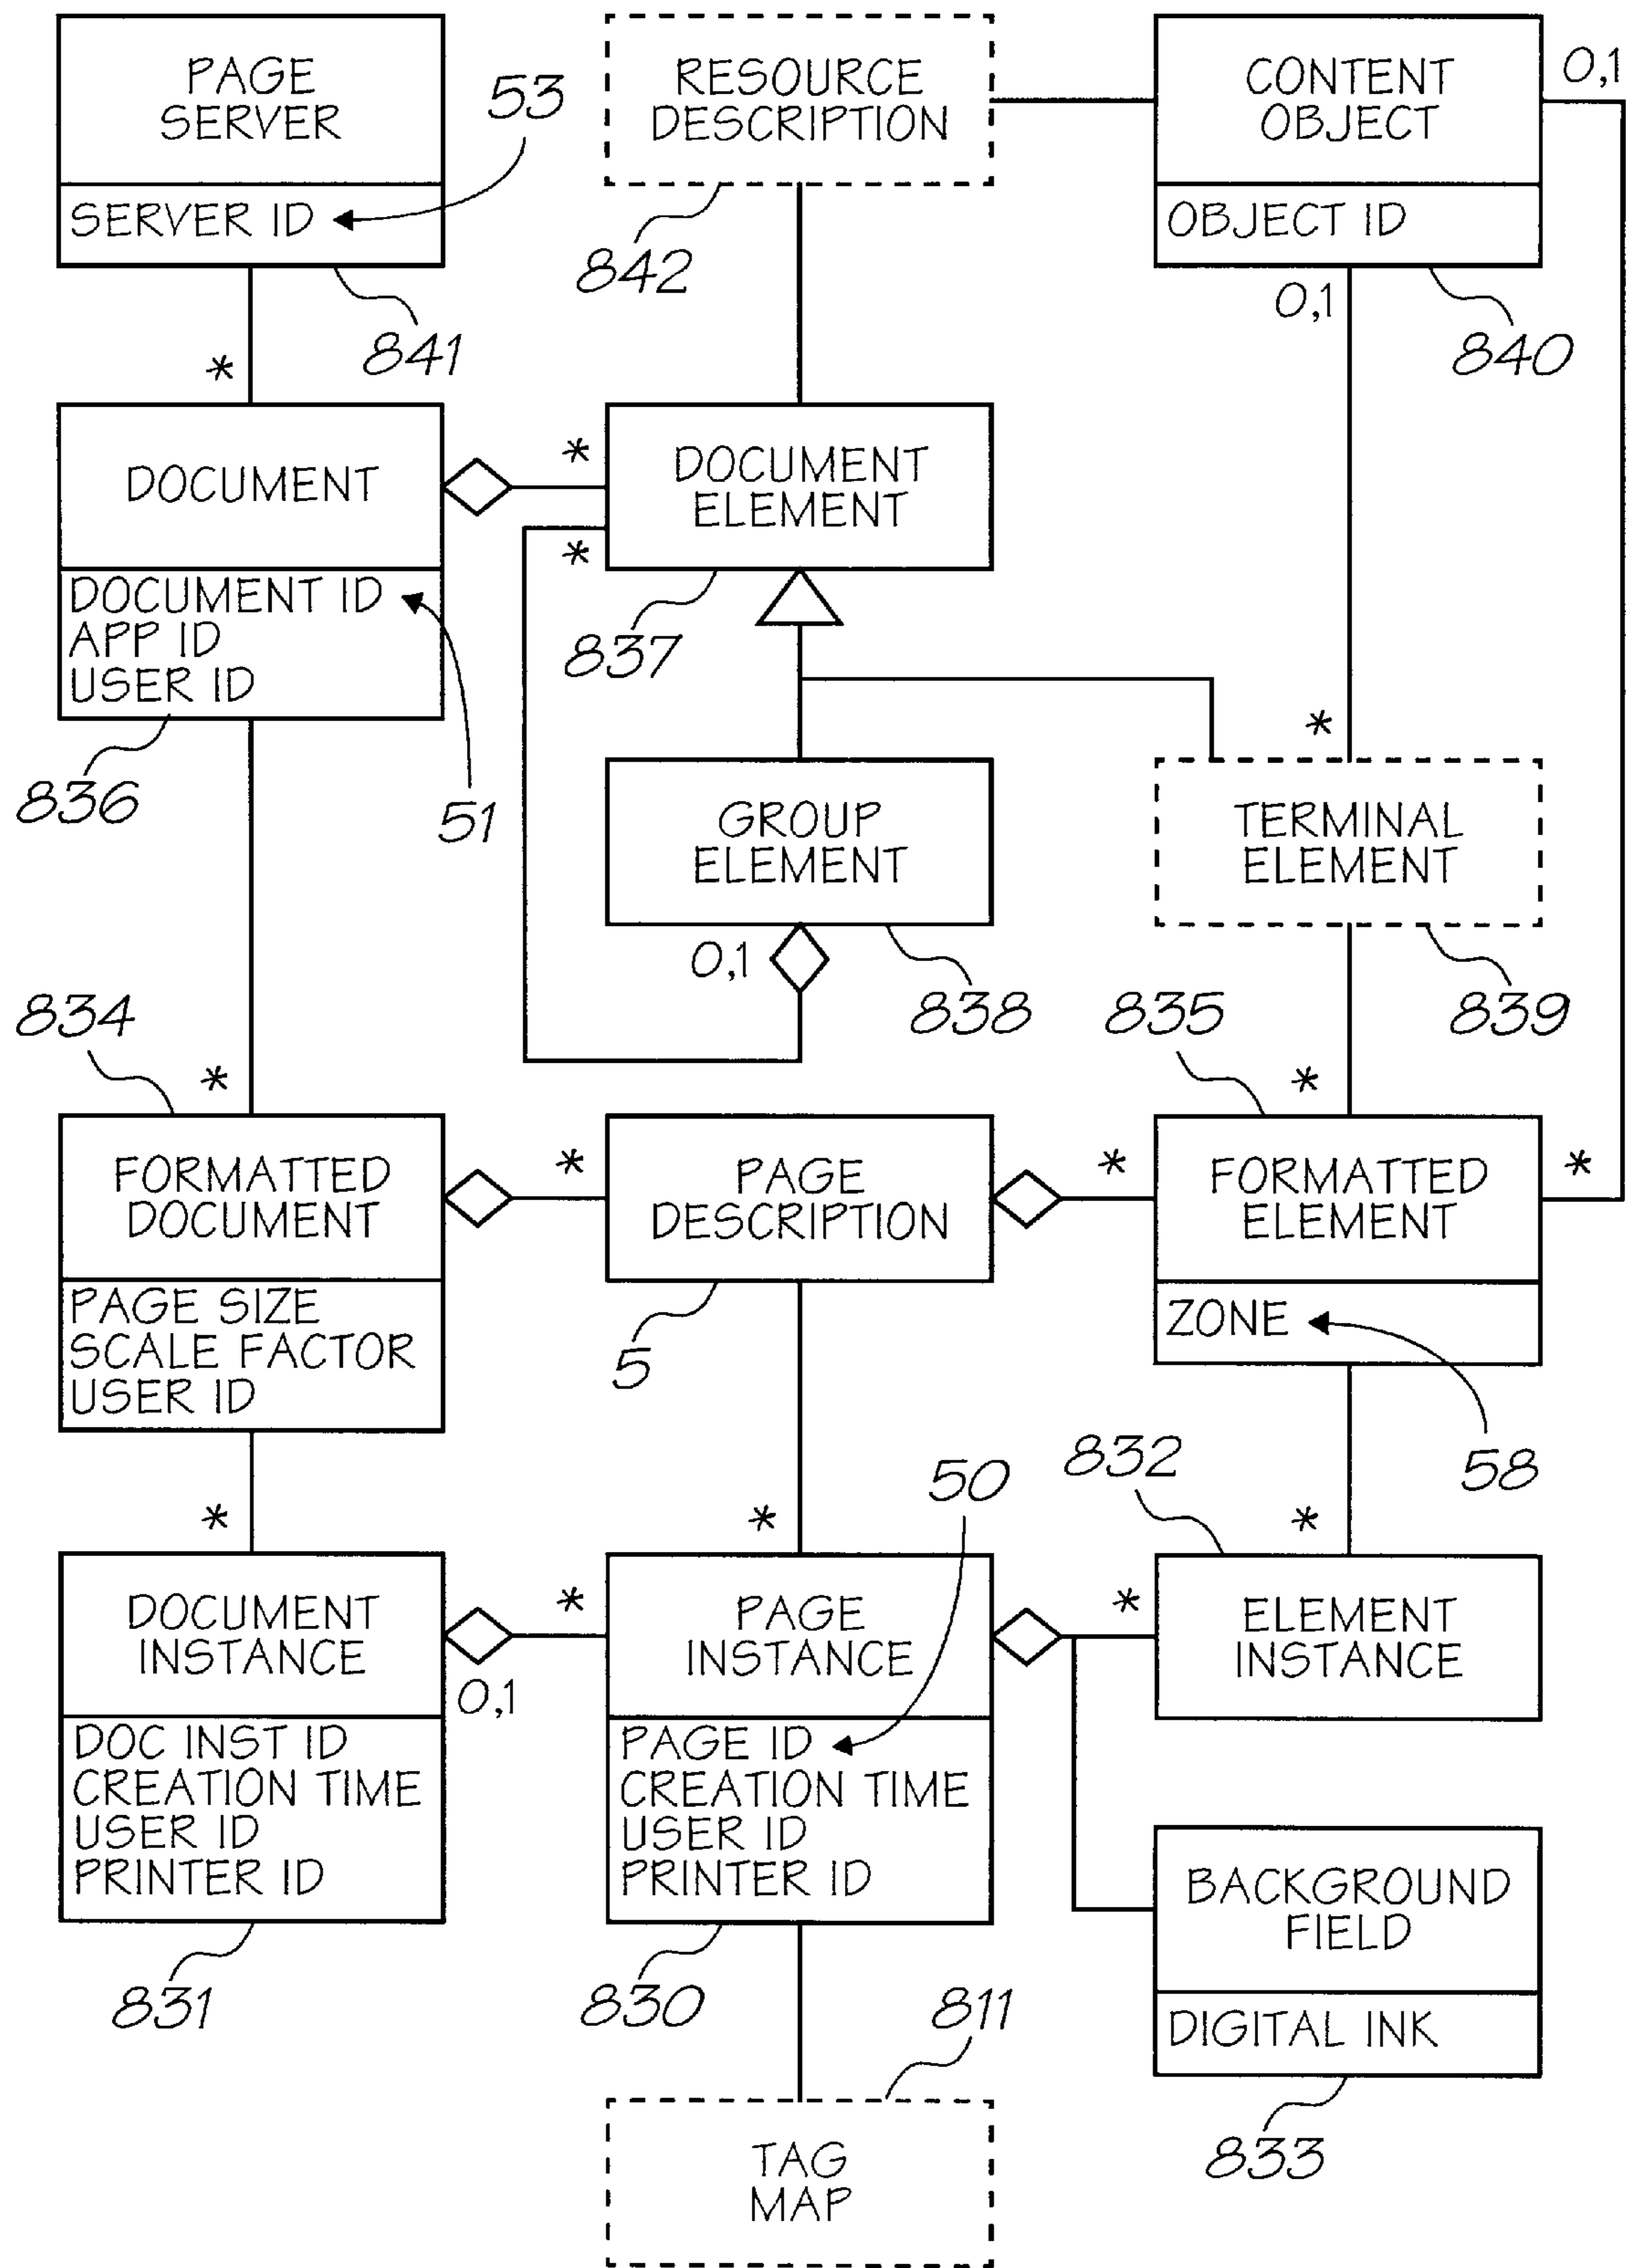 PAGE
SERVER
SERVER ID
53
841
RESOURCE
DESCRIPTION
842
CONTENT
OBJECT
OBJECT ID
0,1
0,1
840
*
DOCUMENT
DOCUMENT ID
APP ID
USER ID
836
51
*
*
DOCUMENT
ELEMENT
837
GROUP
ELEMENT
0,1
838
*
TERMINAL
ELEMENT
839
834
*
FORMATTED
DOCUMENT
PAGE SIZE
SCALE FACTOR
USER ID
*
PAGE
DESCRIPTION
5
835
*
*
*
FORMATTED
ELEMENT
ZONE
58
*
DOCUMENT
INSTANCE
0,1
DOC INST ID
CREATION TIME
USER ID
PRINTER ID
831
50
*
*
PAGE
INSTANCE
PAGE ID
CREATION TIME
USER ID
PRINTER ID
830
832
*
*
ELEMENT
INSTANCE
BACKGROUND
FIELD
DIGITAL INK
833
811
TAG
MAP